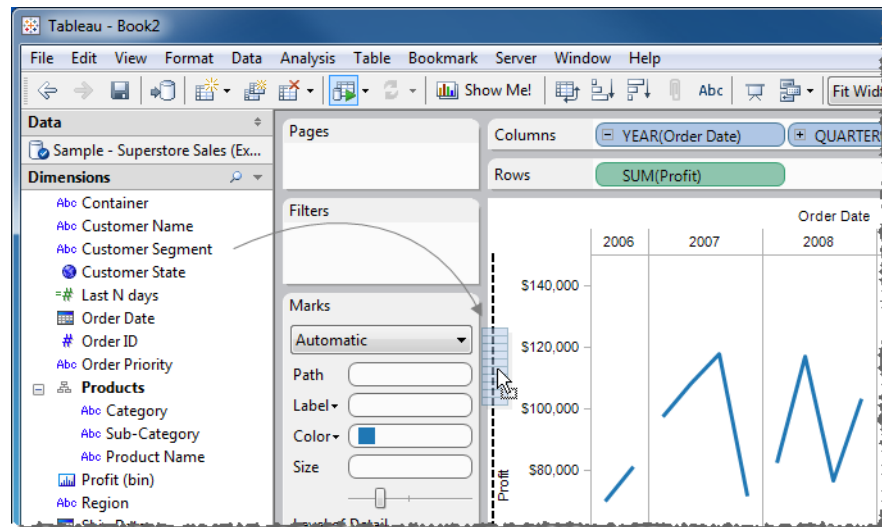 Tableau - Book2
File Edit View Format Data Analysis Table Bookmark Server Window Help
Show Me! Abc Fit Wid
Data
Sample - Superstore Sales (Ex...
Dimensions
Abc Container
Abc Customer Name
Abc Customer Segment
Customer State
=# Last N days
Order Date
# Order ID
Abc Order Priority
Products
Abc Category
Abc Sub-Category
Abc Product Name
Profit (bin)
Abc Region
Pages
Filters
Marks
Automatic
Path
Label
Color
Size
Level of Detail
Columns YEAR(Order Date) QUARTER
Rows SUM(Profit)
Order Date
2006 2007 2008
$140,000
$120,000
$100,000
$80,000
Profit